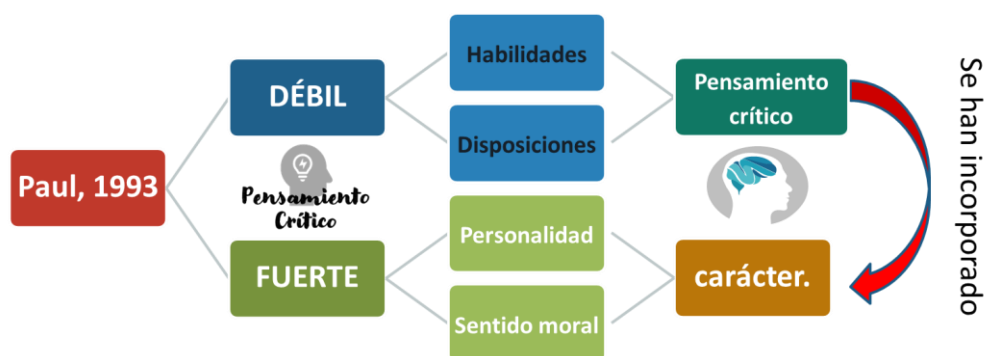 Paul, 1993
DÉBIL
Pensamiento
Crítico
FUERTE
Habilidades
Disposiciones
Personalidad
Sentido moral
Pensamiento
crítico
carácter.
Se han incorporado